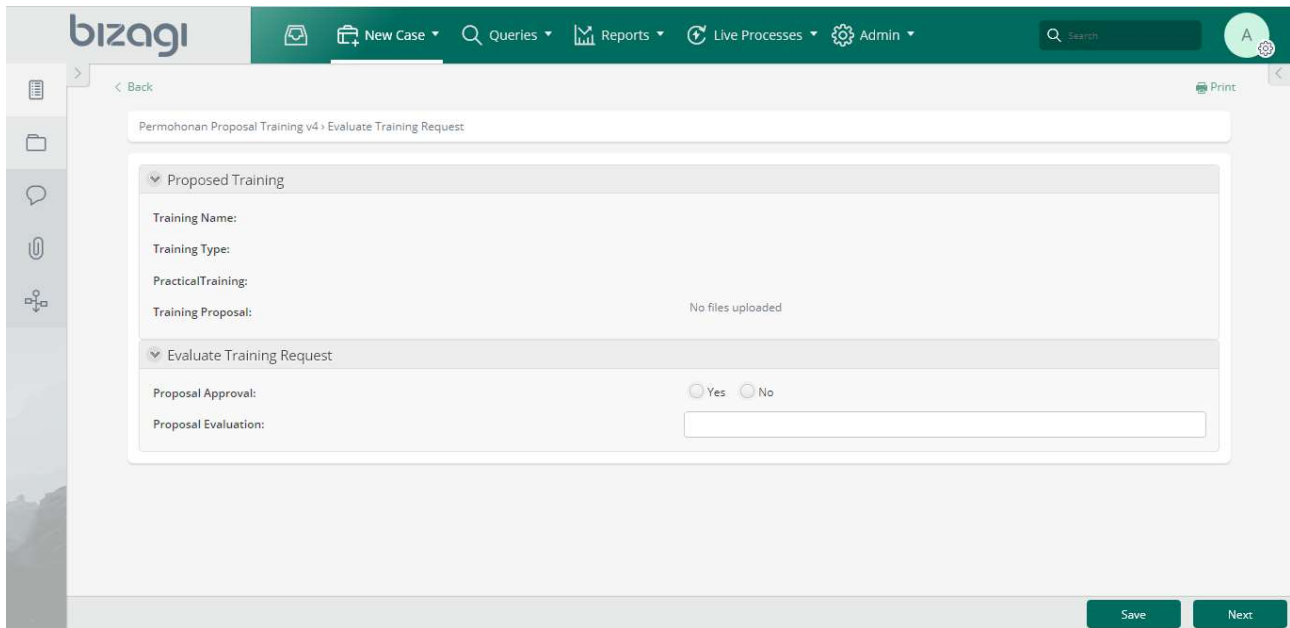 bizagi
New Case Queries Reports Live Processes Admin Search A
Back Print
Permohonan Proposal Training v4 › Evaluate Training Request
Proposed Training
Training Name:
Training Type:
PracticalTraining:
Training Proposal: No files uploaded
Evaluate Training Request
Proposal Approval: Yes No
Proposal Evaluation:
Save Next